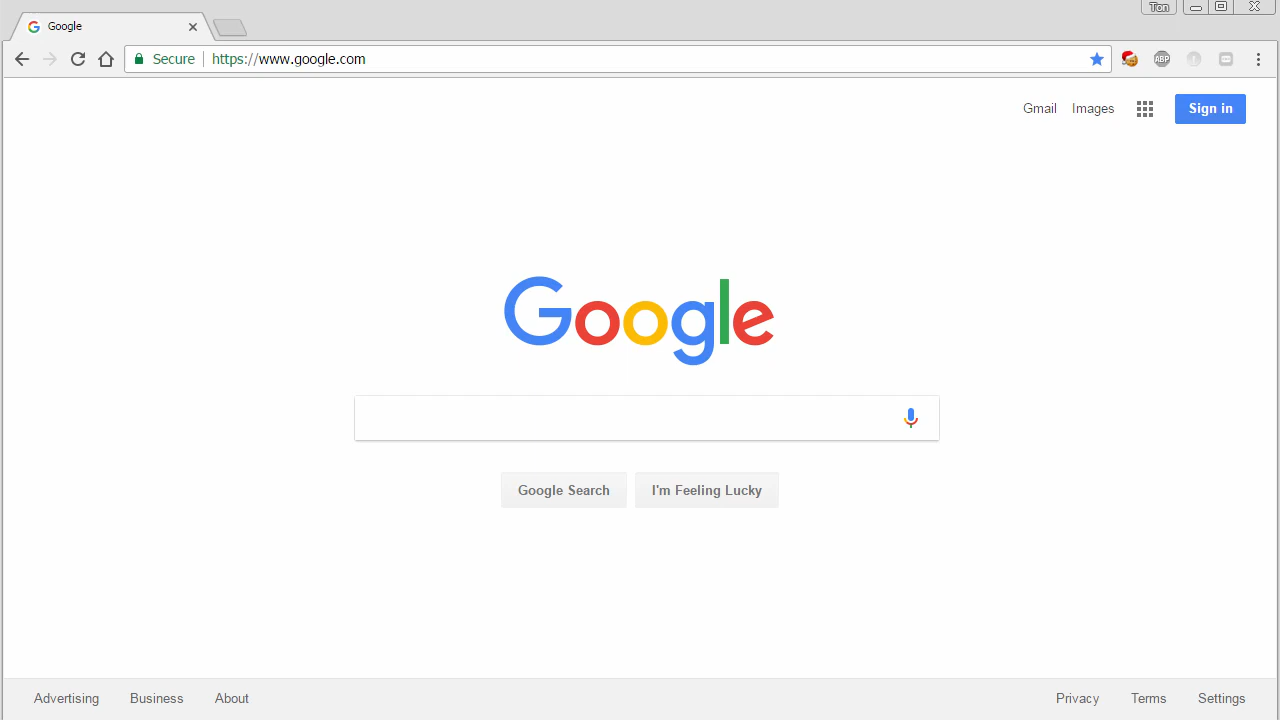 Ton
Google
Secure https://www.google.com
ABP
Gmail Images Sign in
Google
Google Search I'm Feeling Lucky
Advertising Business About Privacy Terms Settings